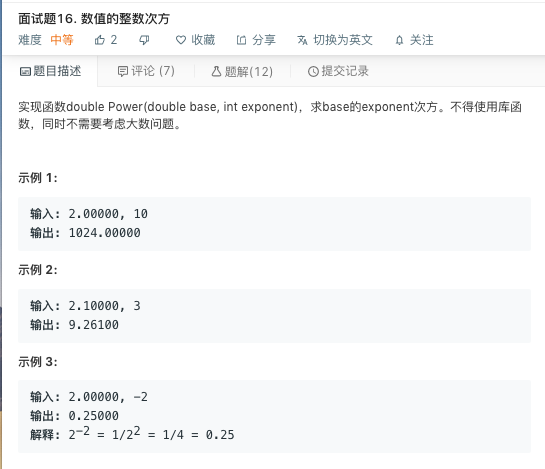 面试题16. 数值的整数次方
难度 中等 2 收藏 分享 切换为英文 关注
题目描述 评论 (7) 题解(12) 提交记录
实现函数double Power(double base, int exponent)，求base的exponent次方。不得使用库函
数，同时不需要考虑大数问题。
示例 1:
输入: 2.00000, 10
输出: 1024.00000
示例 2:
输入: 2.10000, 3
输出: 9.26100
示例 3:
输入: 2.00000, -2
输出: 0.25000
解释: 2⁻² = 1/2² = 1/4 = 0.25